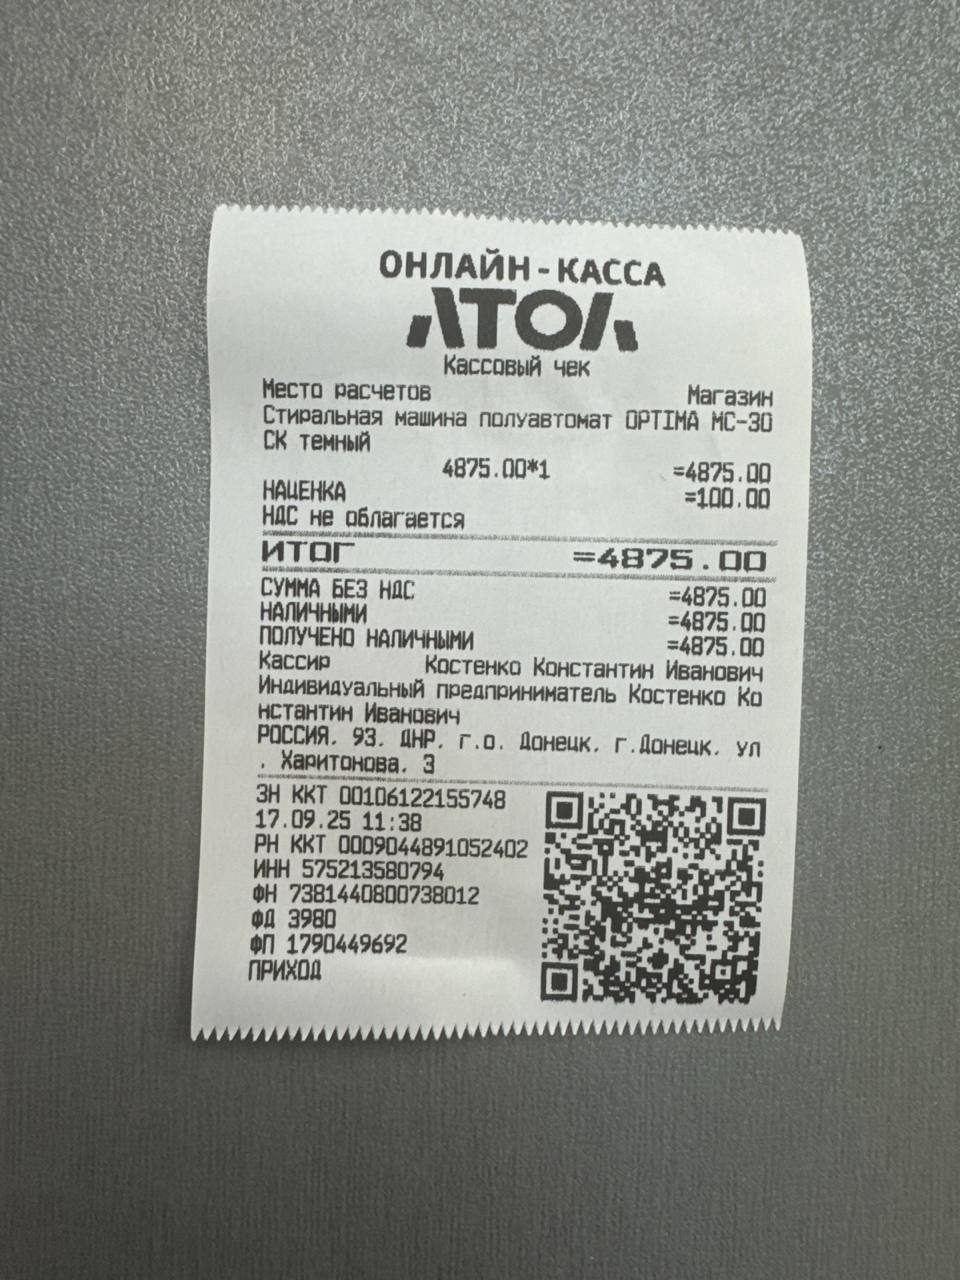 ОНЛАЙН-КАССА
АТОЛ
Кассовый чек
Место расчетов Магазин
Стиральная машина полуавтомат OPTIMA МС-30
СК темный
4875.00*1 =4875.00
НАЦЕНКА =100.00
НДС не облагается
ИТОГ =4875.00
СУММА БЕЗ НДС =4875.00
НАЛИЧНЫМИ =4875.00
ПОЛУЧЕНО НАЛИЧНЫМИ =4875.00
Кассир Костенко Константин Иванович
Индивидуальный предприниматель Костенко Ко
нстантин Иванович
РОССИЯ, 93, ДНР, г.о. Донецк, г.Донецк, ул
. Харитонова, 3
ЗН ККТ 00106122155748
17.09.25 11:38
РН ККТ 0009044891052402
ИНН 575213580794
ФН 7381440800738012
ФД 3980
ФП 1790449692
ПРИХОД